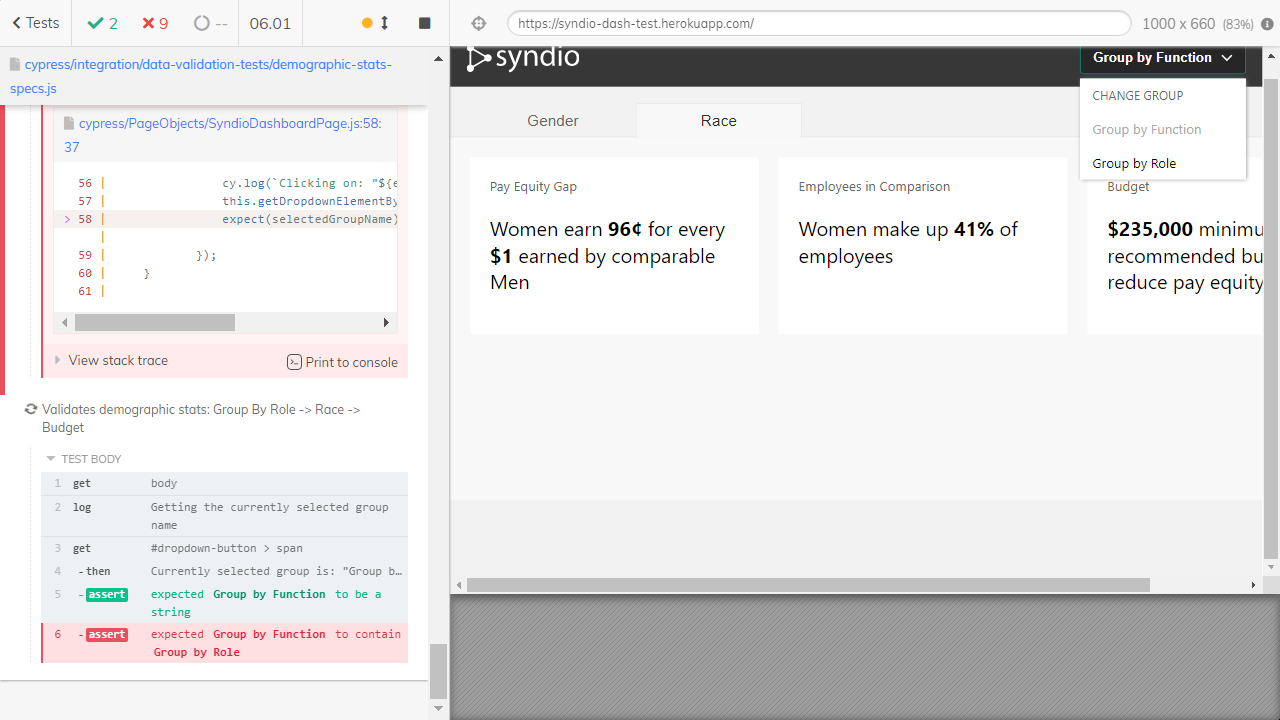 Tests
2
9
--
06.01
https://syndio-dash-test.herokuapp.com/
1000 x 660 (83%)
cypress/integration/data-validation-tests/demographic-stats-
specs.js
cypress/PageObjects/SyndioDashboardPage.js:58:
37
56 | cy.log(`Clicking on: "${e
57 | this.getDropdownElementBy
> 58 | expect(selectedGroupName)
|
59 | });
60 | }
61 |
View stack trace
Print to console
Validates demographic stats: Group By Role -> Race ->
Budget
TEST BODY
1 get body
2 log Getting the currently selected group
name
3 get #dropdown-button > span
4 -then Currently selected group is: "Group b…
5 -assert expected Group by Function to be a
string
6 -assert expected Group by Function to contain
Group by Role
syndio
Group by Function
CHANGE GROUP
Group by Function
Group by Role
Gender
Race
Pay Equity Gap
Women earn 96¢ for every
$1 earned by comparable
Men
Employees in Comparison
Women make up 41% of
employees
Budget
$235,000 minimu
recommended bu
reduce pay equity